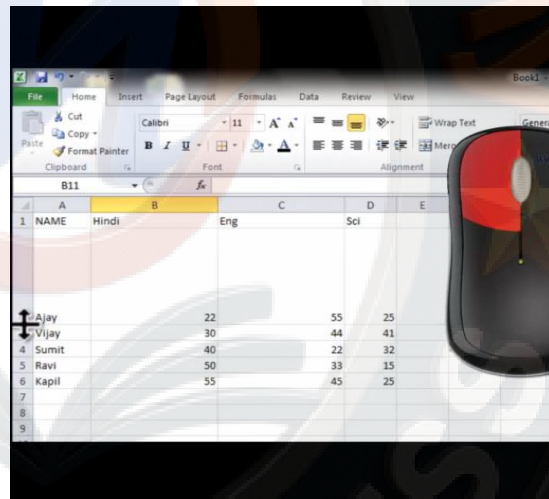 Book1 -
File Home Insert Page Layout Formulas Data Review View
Cut
Copy
Format Painter
Paste
Calibri 11 A A
B I U A
Wrap Text
General
Clipboard Font Alignment
B11 fx
A B C D E
1 NAME Hindi Eng Sci
Ajay 22 55 25
Vijay 30 44 41
4 Sumit 40 22 32
5 Ravi 50 33 15
6 Kapil 55 45 25
7
8
9